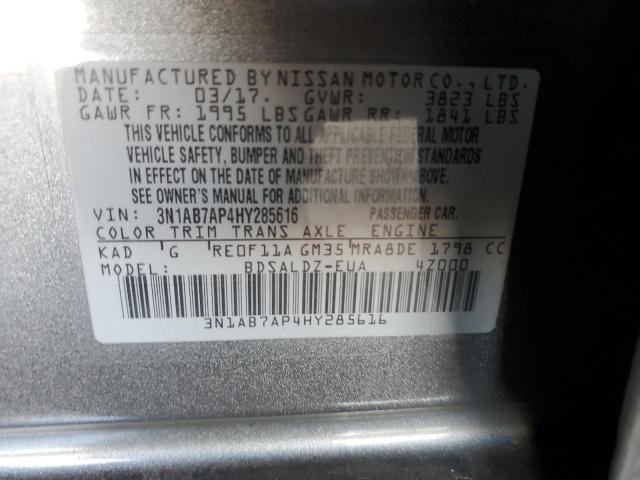 MANUFACTURED BY NISSAN MOTOR CO., LTD.
DATE: 03/17. GVWR: 3823 LBS
GAWR FR: 1995 LBS GAWR RR: 1841 LBS
THIS VEHICLE CONFORMS TO ALL APPLICABLE FEDERAL MOTOR
VEHICLE SAFETY, BUMPER AND THEFT PREVENTION STANDARDS
IN EFFECT ON THE DATE OF MANUFACTURE SHOWN ABOVE.
SEE OWNER'S MANUAL FOR ADDITIONAL INFORMATION.
VIN: 3N1AB7AP4HY285616 PASSENGER CAR.
COLOR TRIM TRANS AXLE ENGINE
KAD G RE0F11A GM35 MRA8DE 1798 CC
MODEL: BDSALDZ-EUA 4Z000
3N1AB7AP4HY285616